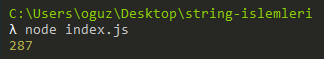 C:\Users\oguz\Desktop\string-islemleri
λ node index.js
287